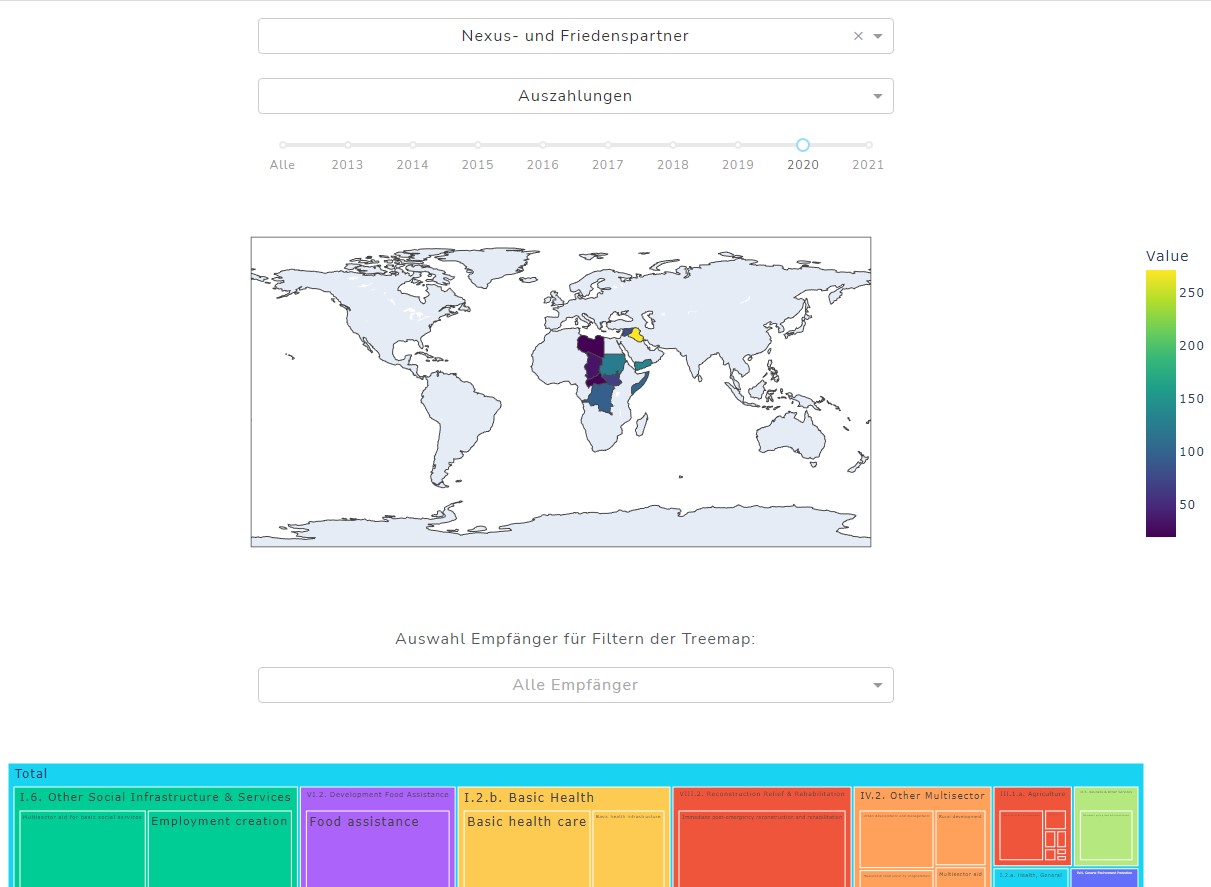 Nexus- und Friedenspartner
×
Auszahlungen
Alle 2013 2014 2015 2016 2017 2018 2019 2020 2021
Value
250
200
150
100
50
Auswahl Empfänger für Filtern der Treemap:
Alle Empfänger
Total
I.6. Other Social Infrastructure & Services
VI.2. Development Food Assistance
I.2.b. Basic Health
VIII.2. Reconstruction Relief & Rehabilitation
IV.2. Other Multisector
III.1.a. Agriculture
Multisector aid for basic social services
Employment creation
Food assistance
Basic health care
Basic health infrastructure
Immediate post-emergency reconstruction and rehabilitation
Urban development and management
Rural development
Multisector aid
I.2.a. Health, General